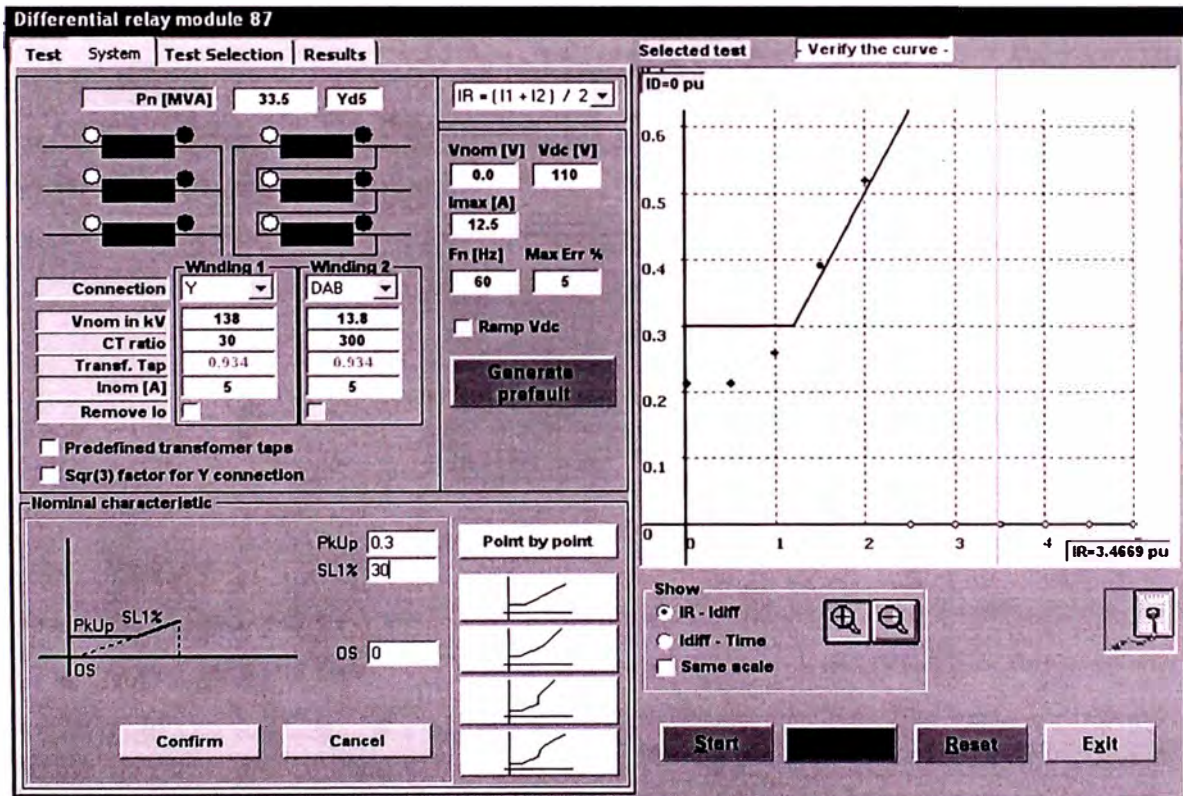 Differential relay module 87
Test System Test Selection Results
Pn [MVA] 33.5 Yd5
IR = (I1 + I2) / 2
Vnom [V] Vdc [V]
0.0 110
Imax [A]
12.5
Fn [Hz] Max Err %
60 5
Ramp Vdc
Generate
prefault
Winding 1 Winding 2
Connection Y DAB
Vnom in kV 138 13.8
CT ratio 30 300
Transf. Tap 0.934 0.934
Inom [A] 5 5
Remove Io
Predefined transfomer taps
Sqr(3) factor for Y connection
Nominal characteristic
PkUp 0.3
SL1% 30
PkUp SL1%
OS
OS 0
Confirm Cancel
Point by point
Selected test - Verify the curve -
ID=0 pu
0.6
0.5
0.4
0.3
0.2
0.1
0
0 1 2 3 4
IR=3.4669 pu
Show
IR - Idiff
Idiff - Time
Same scale
Start Reset Exit